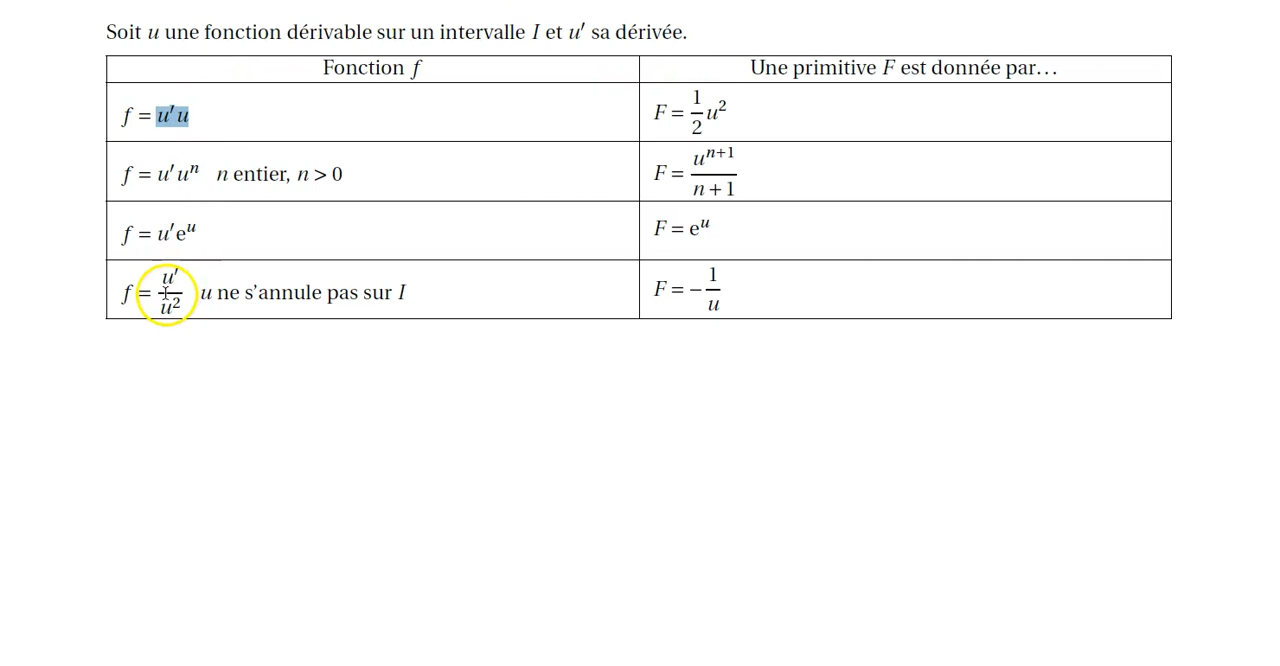 Soit u une fonction dérivable sur un intervalle I et u′ sa dérivée.
Fonction f Une primitive F est donnée par…
f = u′u F = 1/2 u²
f = u′uⁿ n entier, n > 0 F = uⁿ⁺¹/(n + 1)
f = u′eᵘ F = eᵘ
f = u′/u² u ne s'annule pas sur I F = −1/u